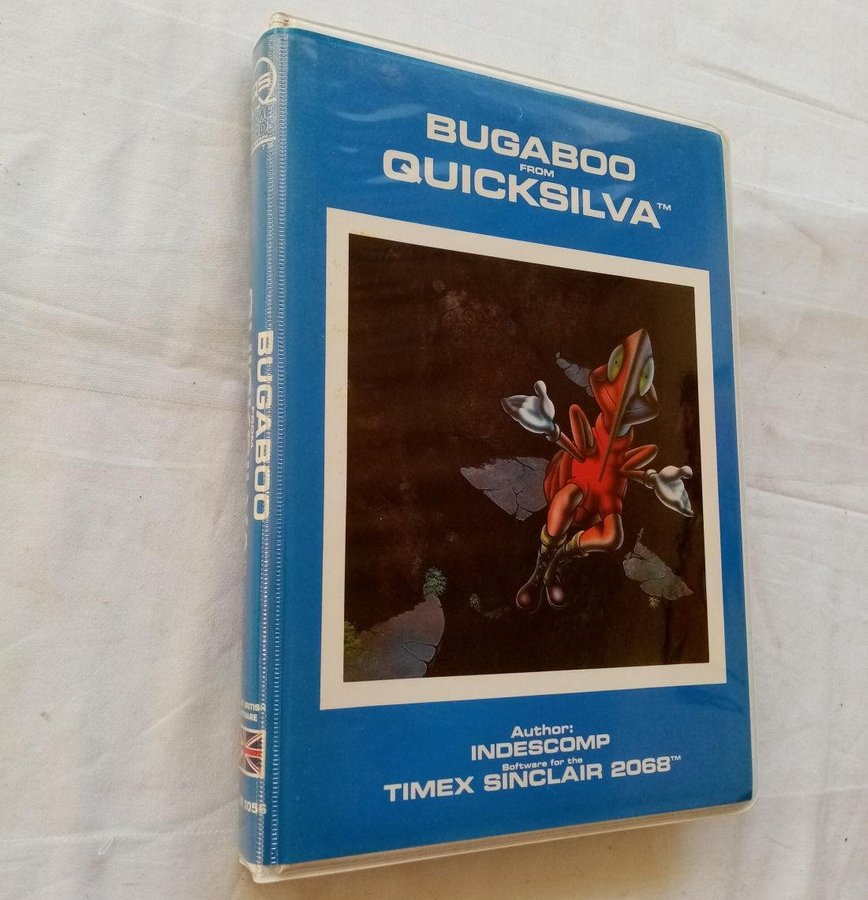 BUGABOO
FROM
QUICKSILVA™
Author:
INDESCOMP
Software for the
TIMEX SINCLAIR 2068™
BUGABOO